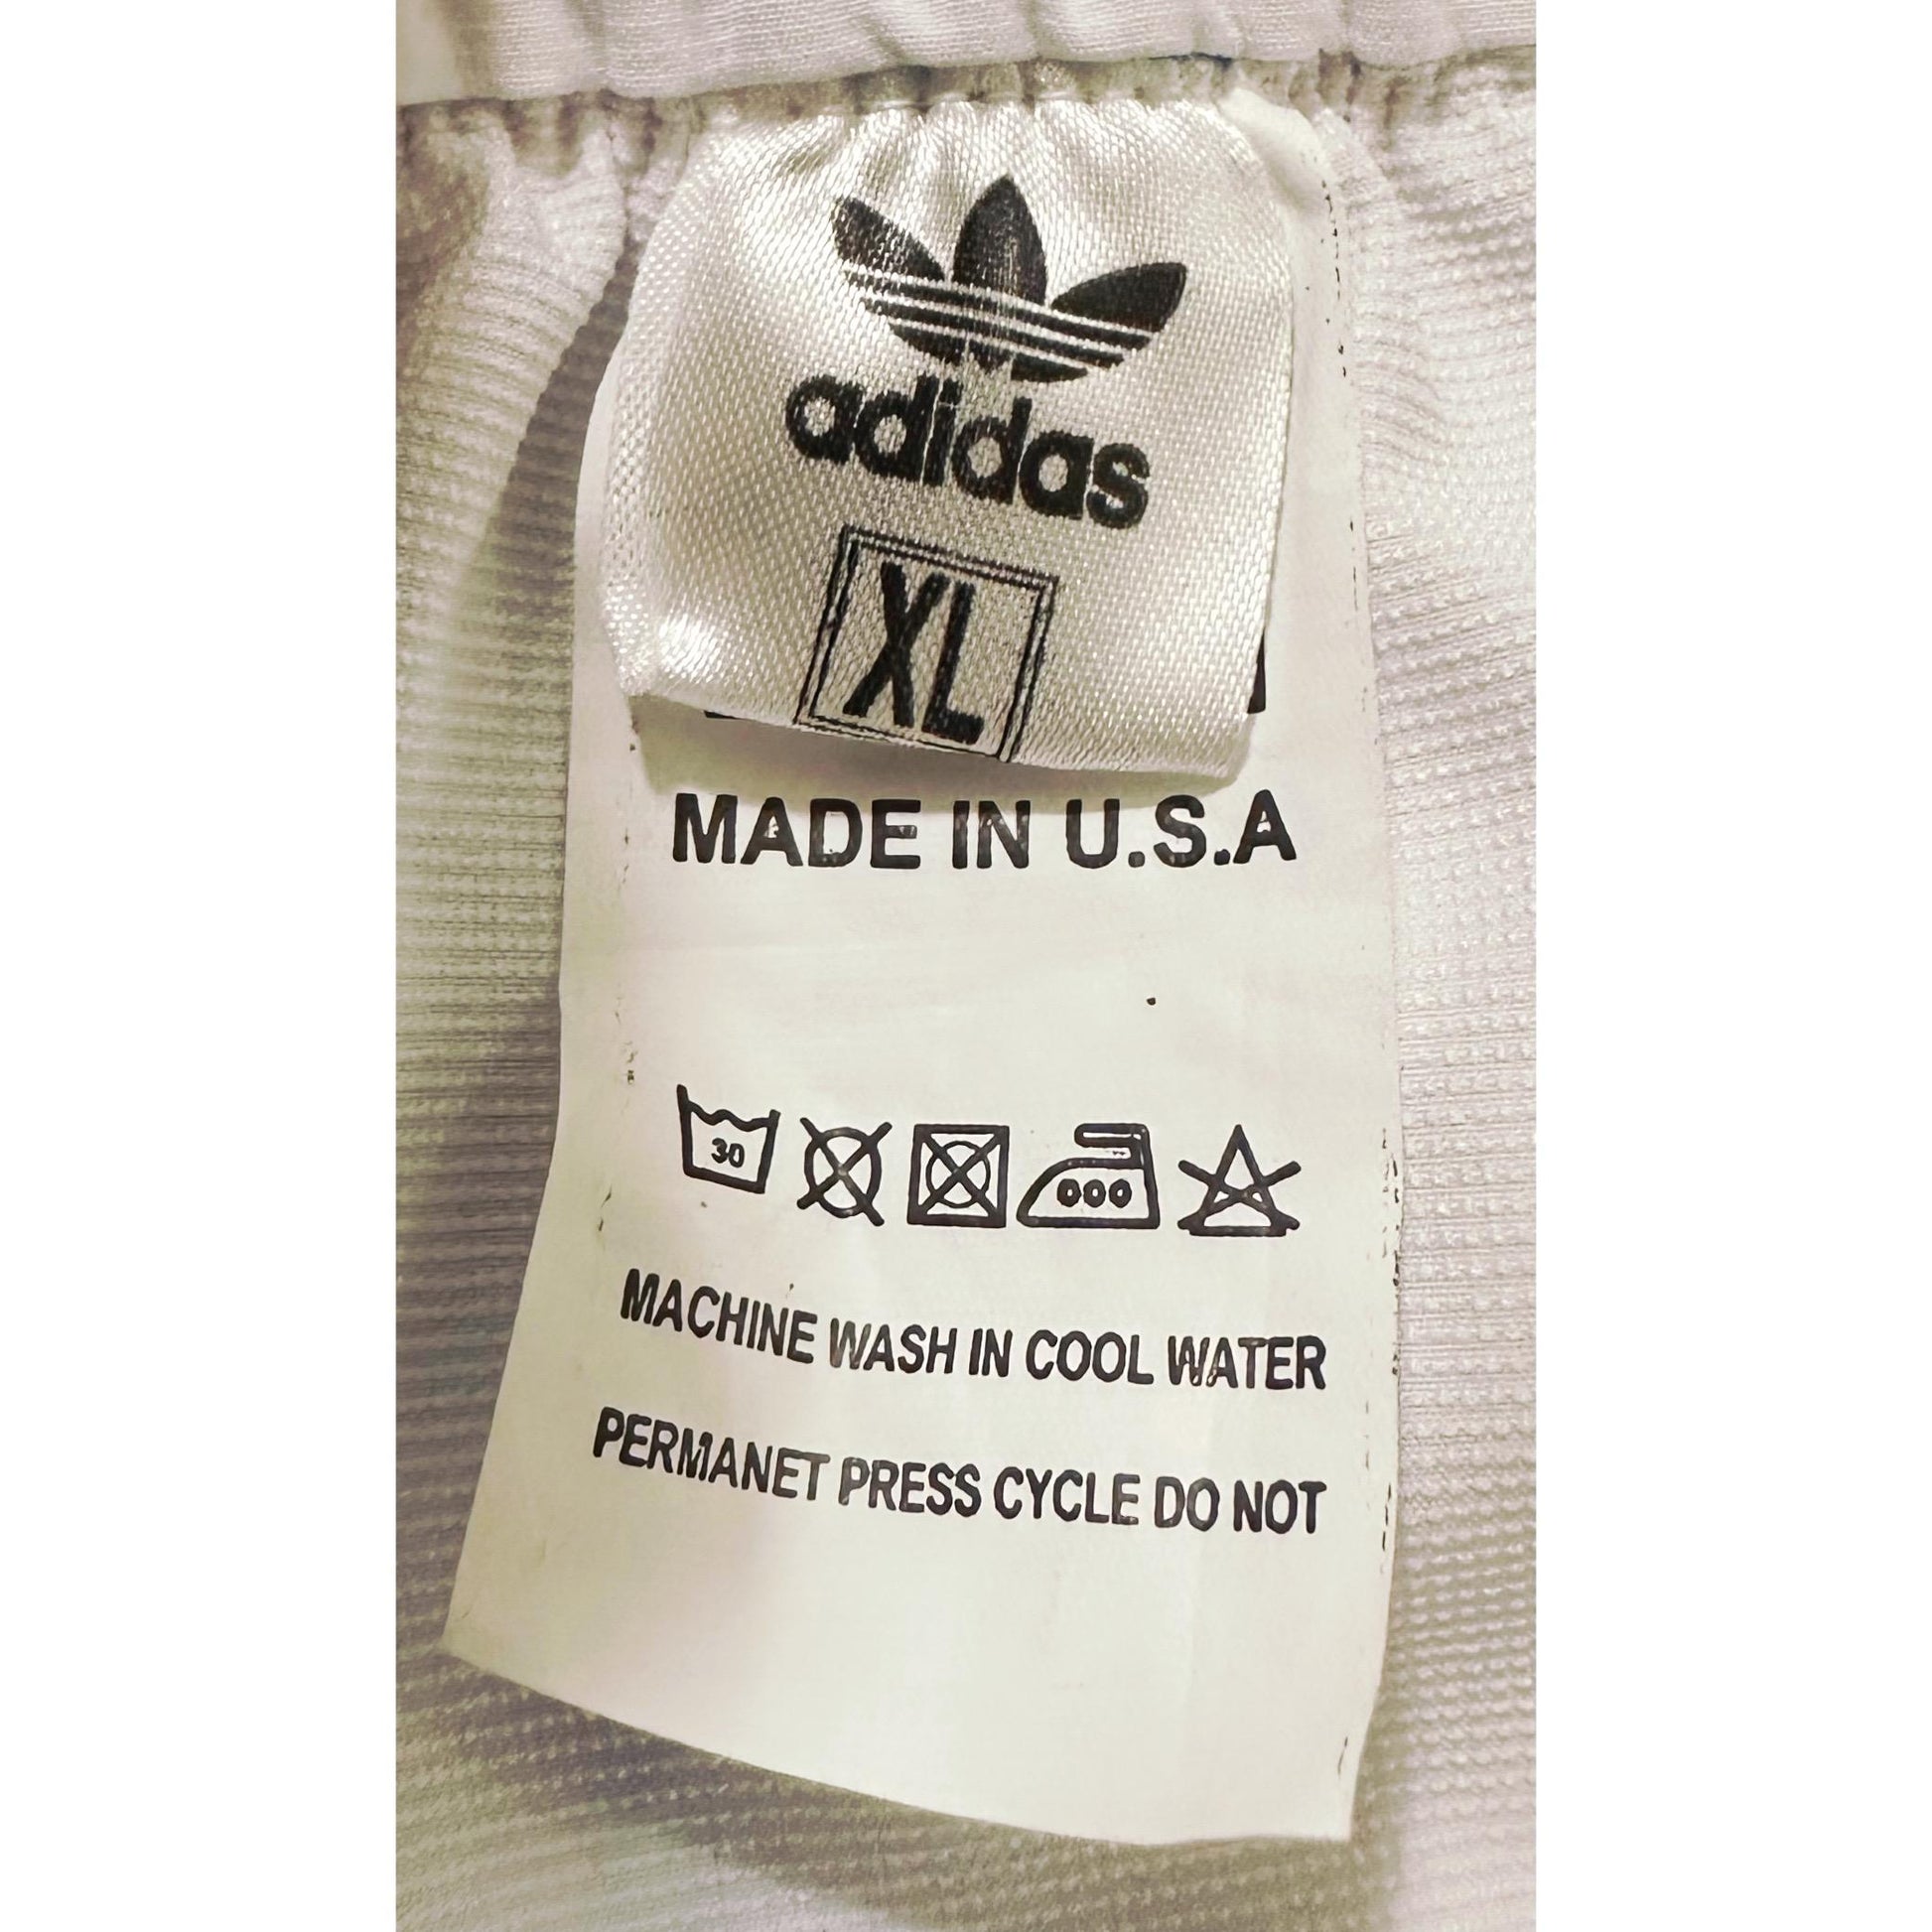 adidas
XL
MADE IN U.S.A
30
MACHINE WASH IN COOL WATER
PERMANET PRESS CYCLE DO NOT